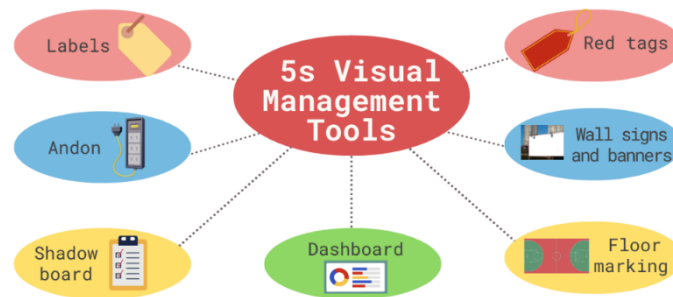 5s Visual
Management
Tools
Labels
Red tags
Andon
Wall signs
and banners
Shadow
board
Dashboard
Floor
marking